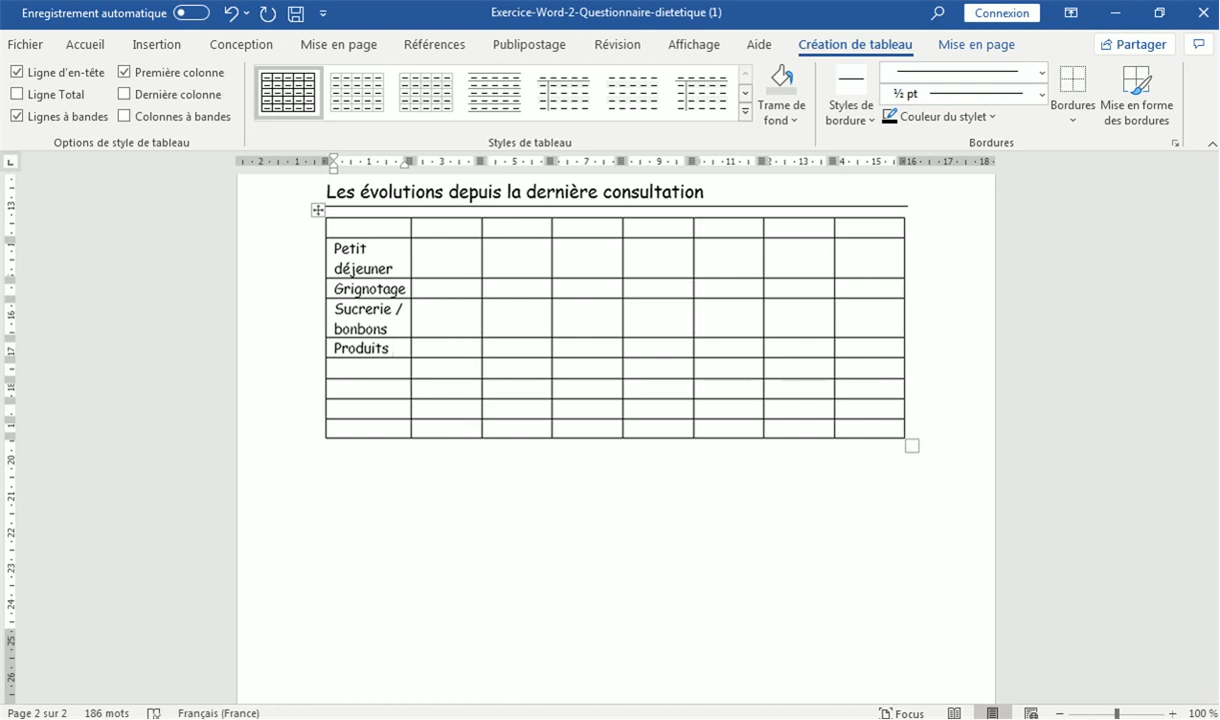 Enregistrement automatique
Exercice-Word-2-Questionnaire-dietetique (1)
Connexion
Fichier Accueil Insertion Conception Mise en page Références Publipostage Révision Affichage Aide Création de tableau Mise en page Partager
Ligne d'en-tête Première colonne
Ligne Total Dernière colonne
Lignes à bandes Colonnes à bandes
Options de style de tableau
Trame de fond
Styles de tableau
Styles de bordure
½ pt
Couleur du stylet
Bordures
Mise en forme des bordures
Bordures
Les évolutions depuis la dernière consultation
Petit
déjeuner
Grignotage
Sucrerie /
bonbons
Produits
Page 2 sur 2 186 mots Français (France) Focus 100 %